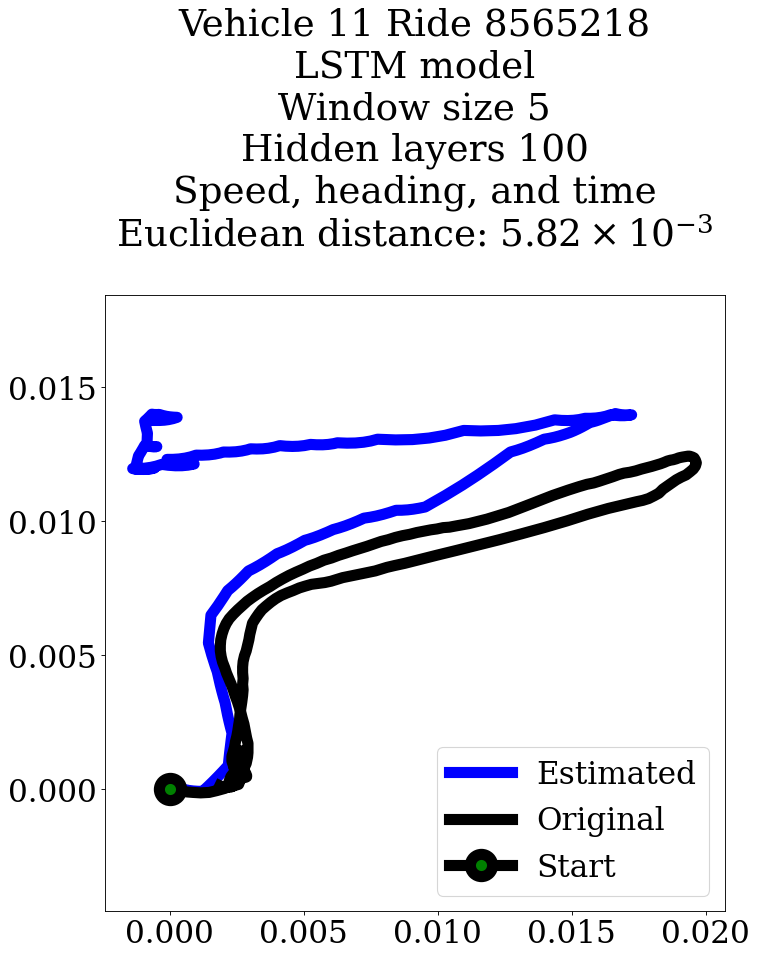 Vehicle 11 Ride 8565218
LSTM model
Window size 5
Hidden layers 100
Speed, heading, and time
Euclidean distance: 5.82 × 10⁻³
0.015
0.010
0.005
0.000
Estimated
Original
Start
0.000 0.005 0.010 0.015 0.020